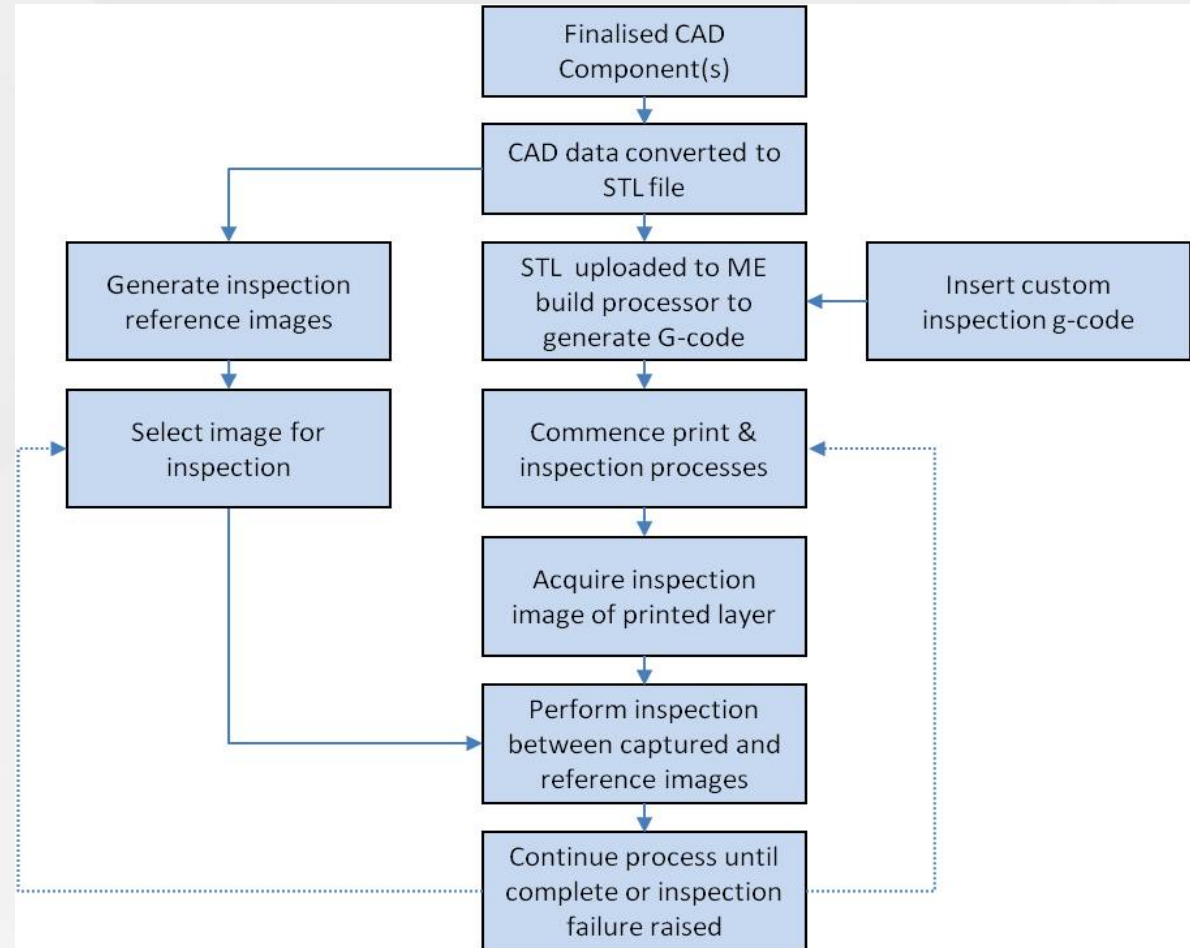 Finalised CAD
Component(s)
CAD data converted to
STL file
Generate inspection
reference images
STL uploaded to ME
build processor to
generate G-code
Insert custom
inspection g-code
Select image for
inspection
Commence print &
inspection processes
Acquire inspection
image of printed layer
Perform inspection
between captured and
reference images
Continue process until
complete or inspection
failure raised